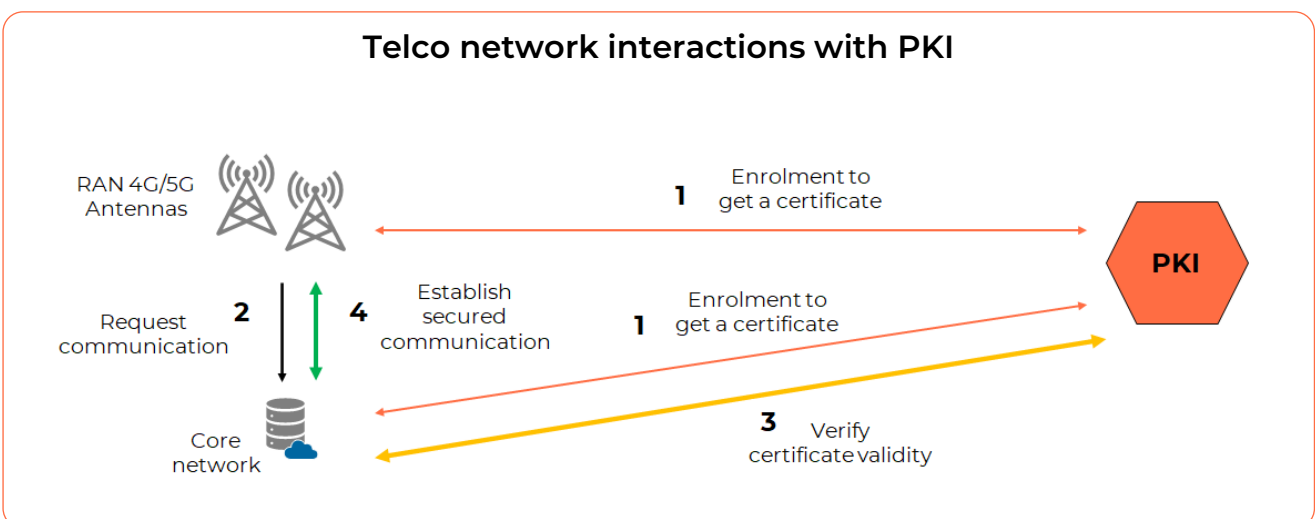 Telco network interactions with PKI
RAN 4G/5G
Antennas
1
Enrolment to
get a certificate
PKI
Request
communication
2
4
Establish
secured
communication
1
Enrolment to
get a certificate
Core
network
3
Verify
certificate validity